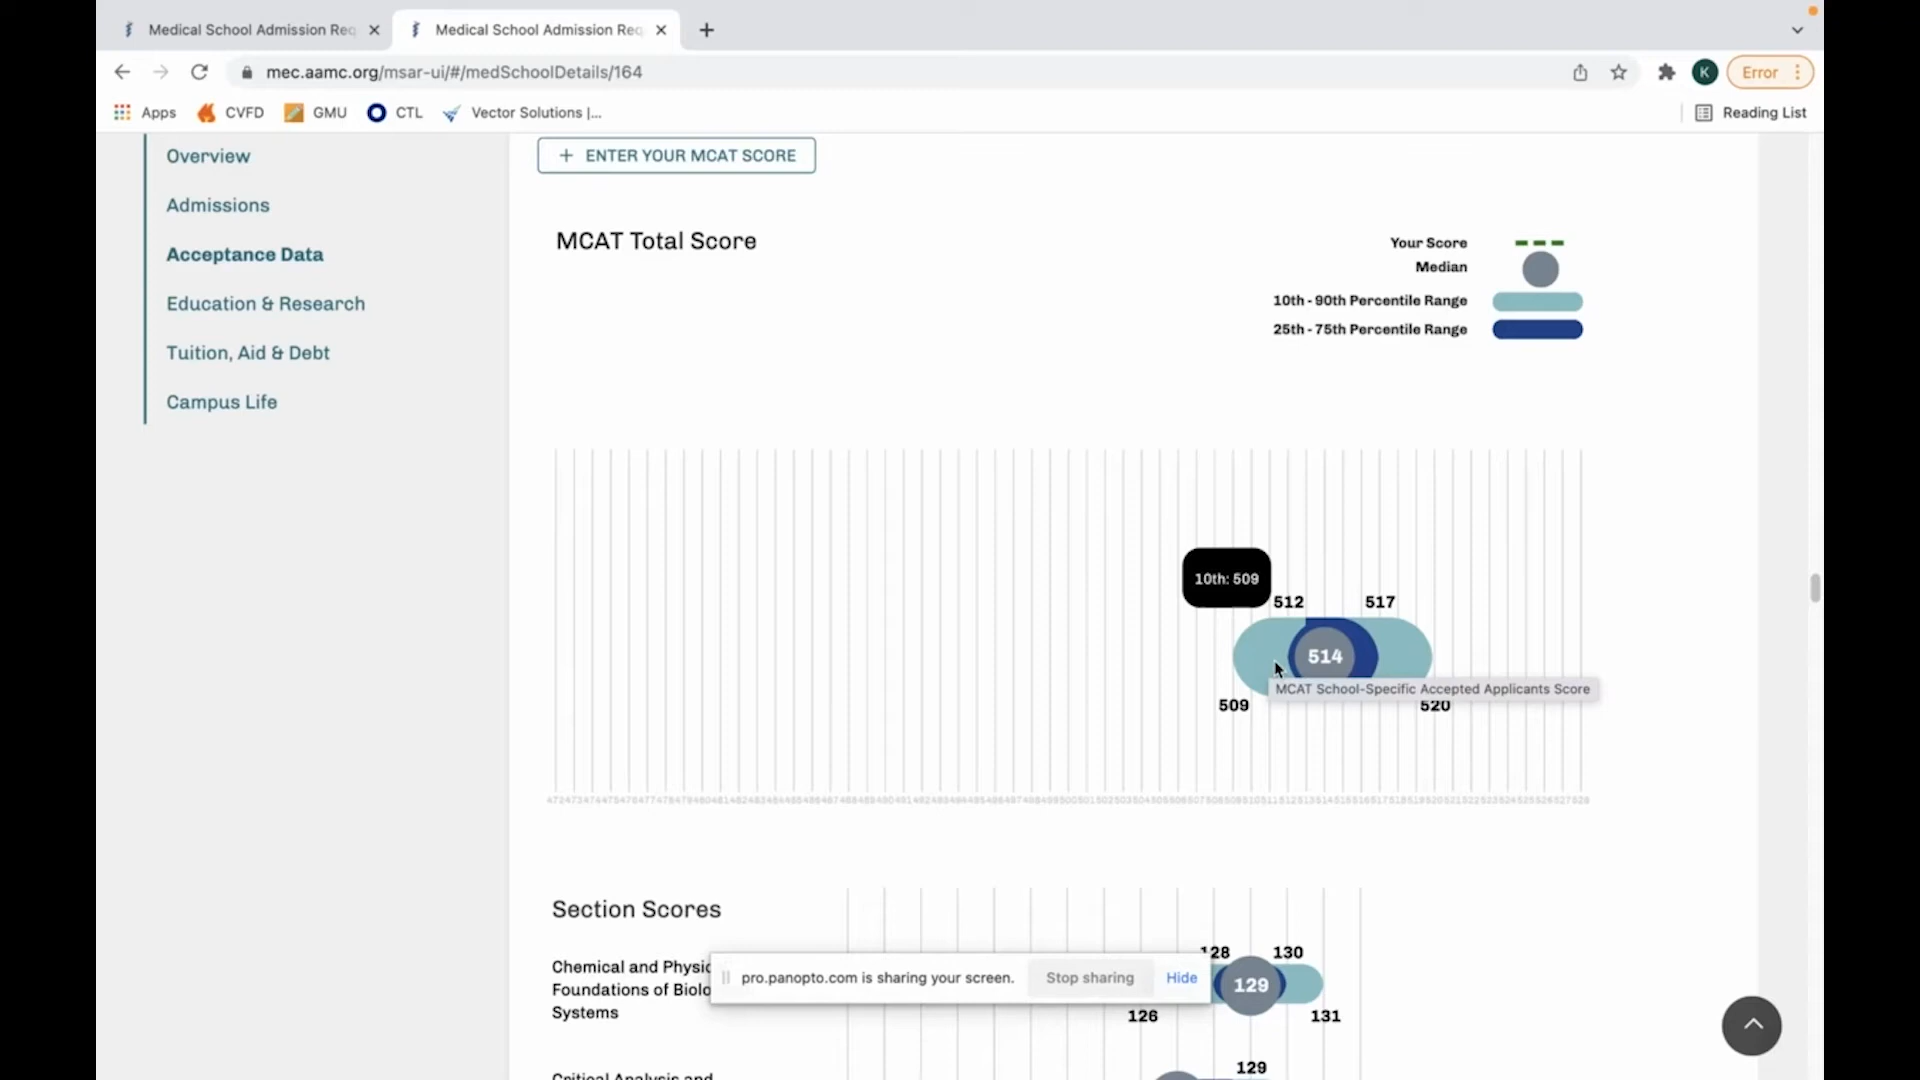 Medical School Admission Req
Medical School Admission Req
mec.aamc.org/msar-ui/#/medSchoolDetails/164
K
Error
Apps
CVFD
GMU
CTL
Vector Solutions |...
Reading List
Overview
Admissions
Acceptance Data
Education & Research
Tuition, Aid & Debt
Campus Life
+ ENTER YOUR MCAT SCORE
MCAT Total Score
Your Score
Median
10th - 90th Percentile Range
25th - 75th Percentile Range
10th: 509
512
517
514
MCAT School-Specific Accepted Applicants Score
509
520
Section Scores
128
130
Chemical and Physic
Foundations of Biolo
Systems
pro.panopto.com is sharing your screen.
Stop sharing
Hide
129
126
131
129
Critical Analysis and